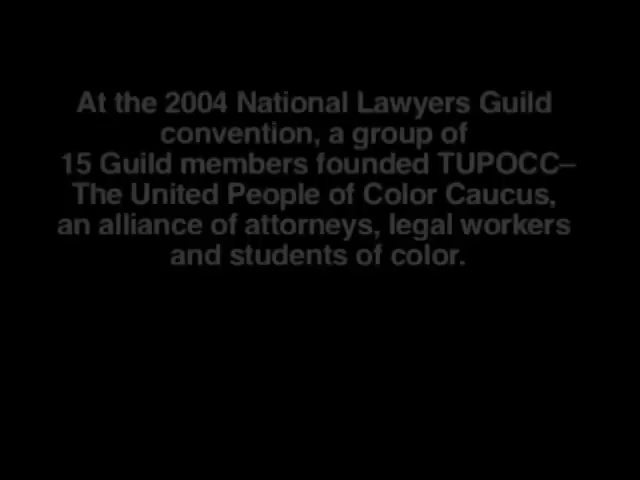 At the 2004 National Lawyers Guild
convention, a group of
15 Guild members founded TUPOCC–
The United People of Color Caucus,
an alliance of attorneys, legal workers
and students of color.